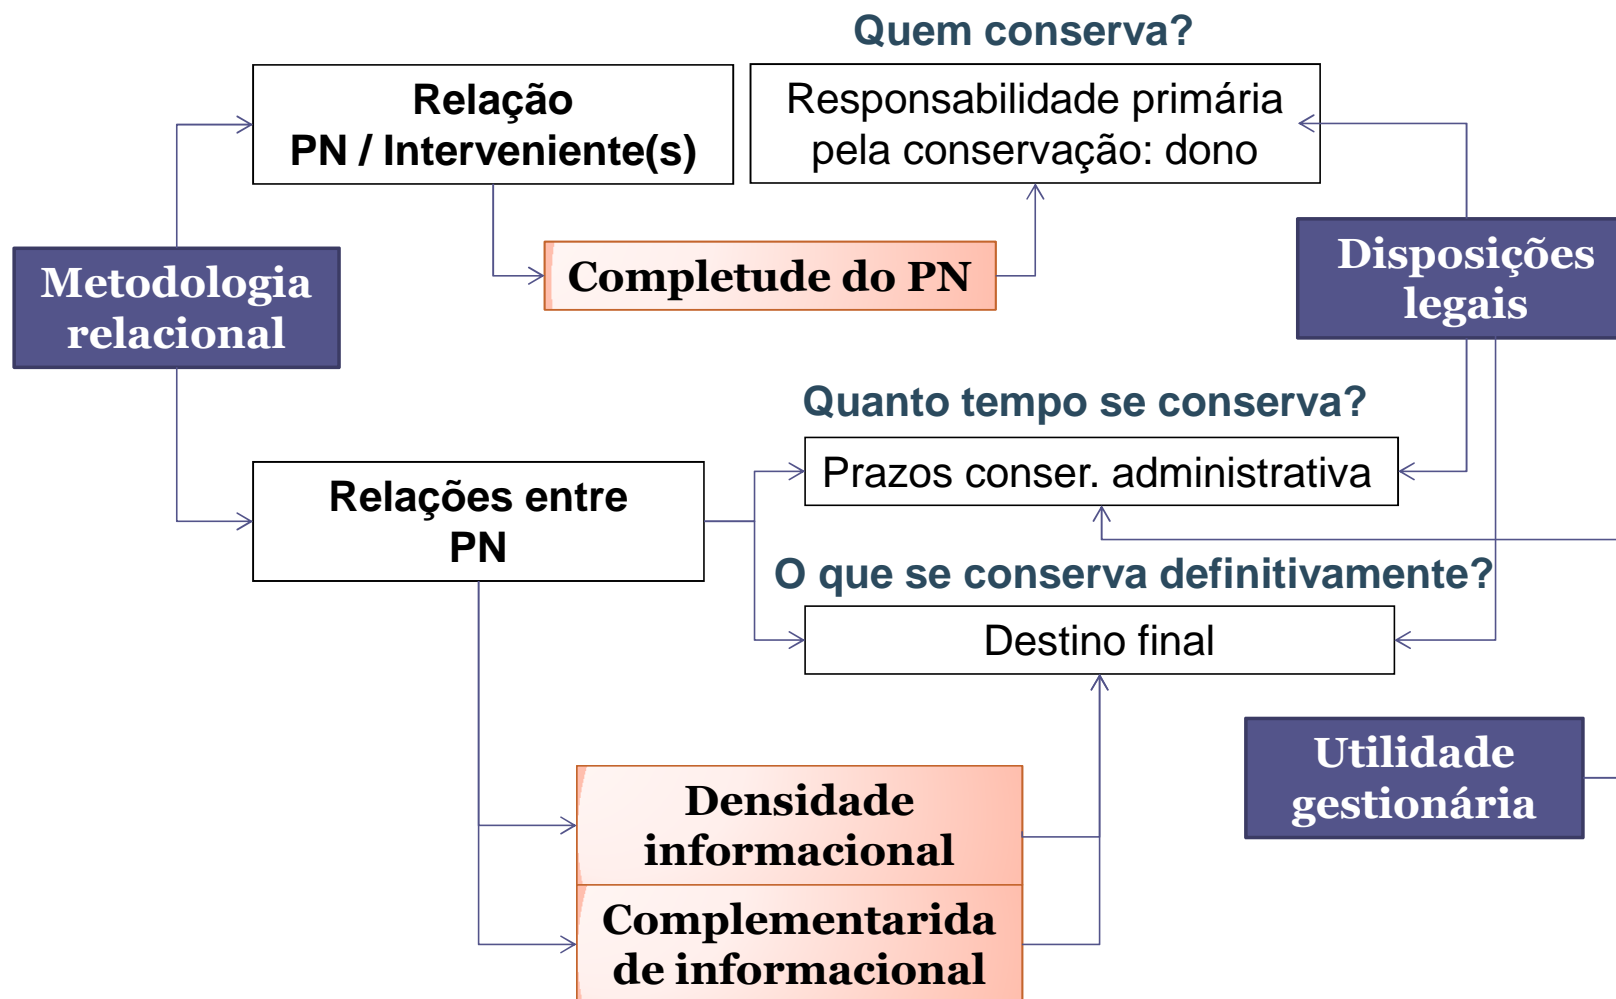 Quem conserva?
Relação
PN / Interveniente(s)
Responsabilidade primária
pela conservação: dono
Metodologia
relacional
Completude do PN
Disposições
legais
Quanto tempo se conserva?
Prazos conser. administrativa
Relações entre
PN
O que se conserva definitivamente?
Destino final
Utilidade
gestionária
Densidade
informacional
Complementarida
de informacional